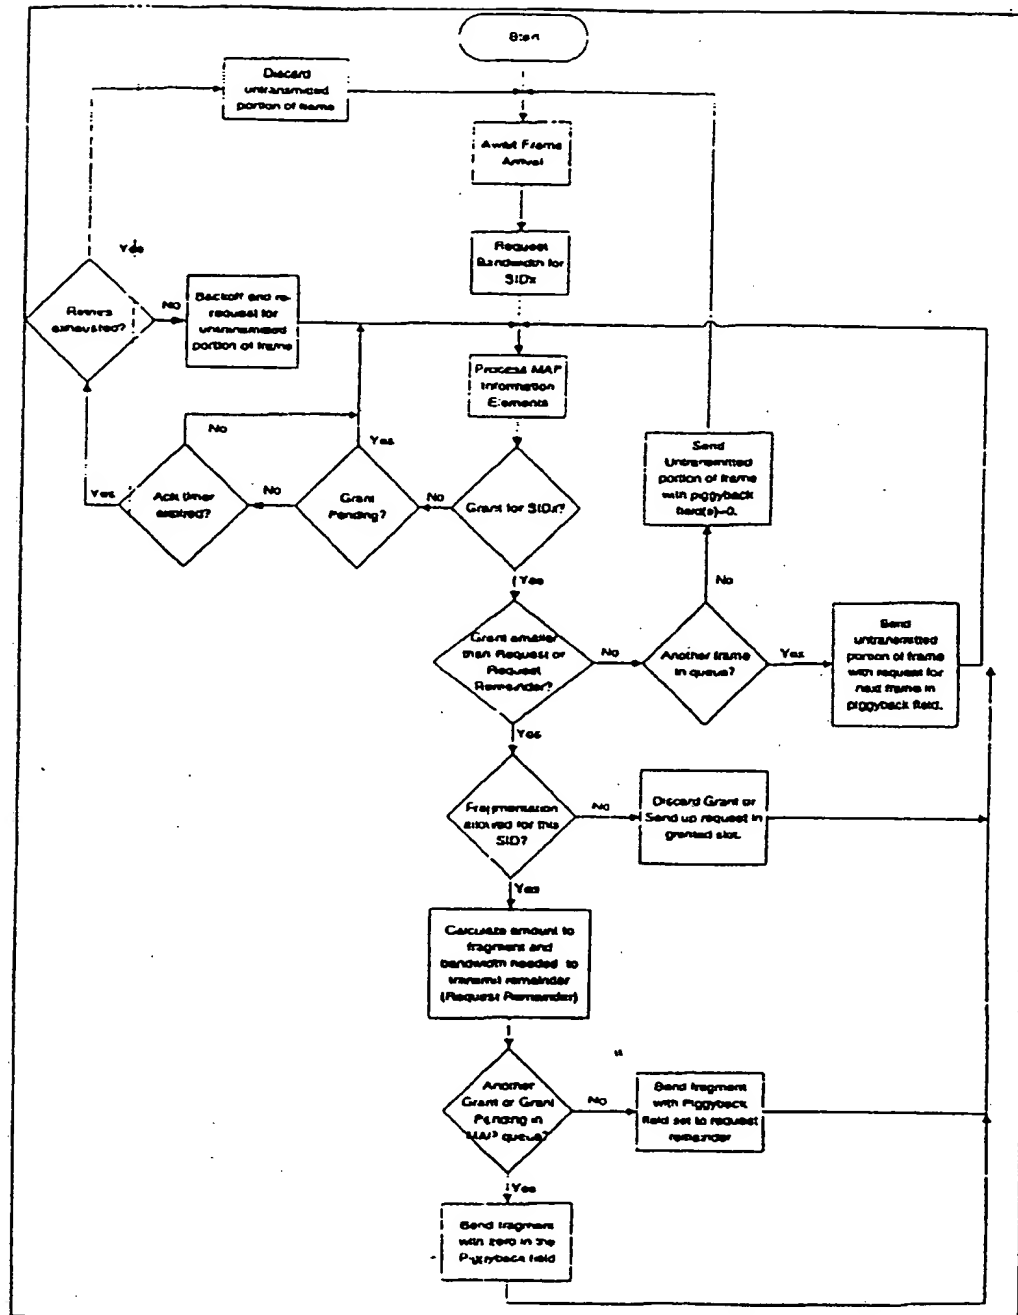 Start
Discard
untransmitted
portion of frame
Await Frame
Arrival
Request
Bandwidth for
SIDx
Yes
Retries
exhausted?
No
Backoff and re-
request for
untransmitted
portion of frame
Process MAP
Information
Elements
No
Yes
Send
Untransmitted
portion of frame
with piggyback
field(s)=0.
Yes
Ack timer
expired?
No
Grant
Pending?
No
Grant for SIDx?
No
Yes
Grant smaller
than Request or
Request
Remainder?
No
Another frame
in queue?
Yes
Send
untransmitted
portion of frame
with request for
next frame in
piggyback field.
Yes
Fragmentation
allowed for this
SID?
No
Discard Grant or
Send up request in
granted slot.
Yes
Calculate amount to
fragment and
bandwidth needed to
transmit remainder
(Request Remainder)
Another
Grant or Grant
Pending in
MAP queue?
No
Send fragment
with Piggyback
field set to request
remainder
Yes
Send fragment
with zero in the
Piggyback field